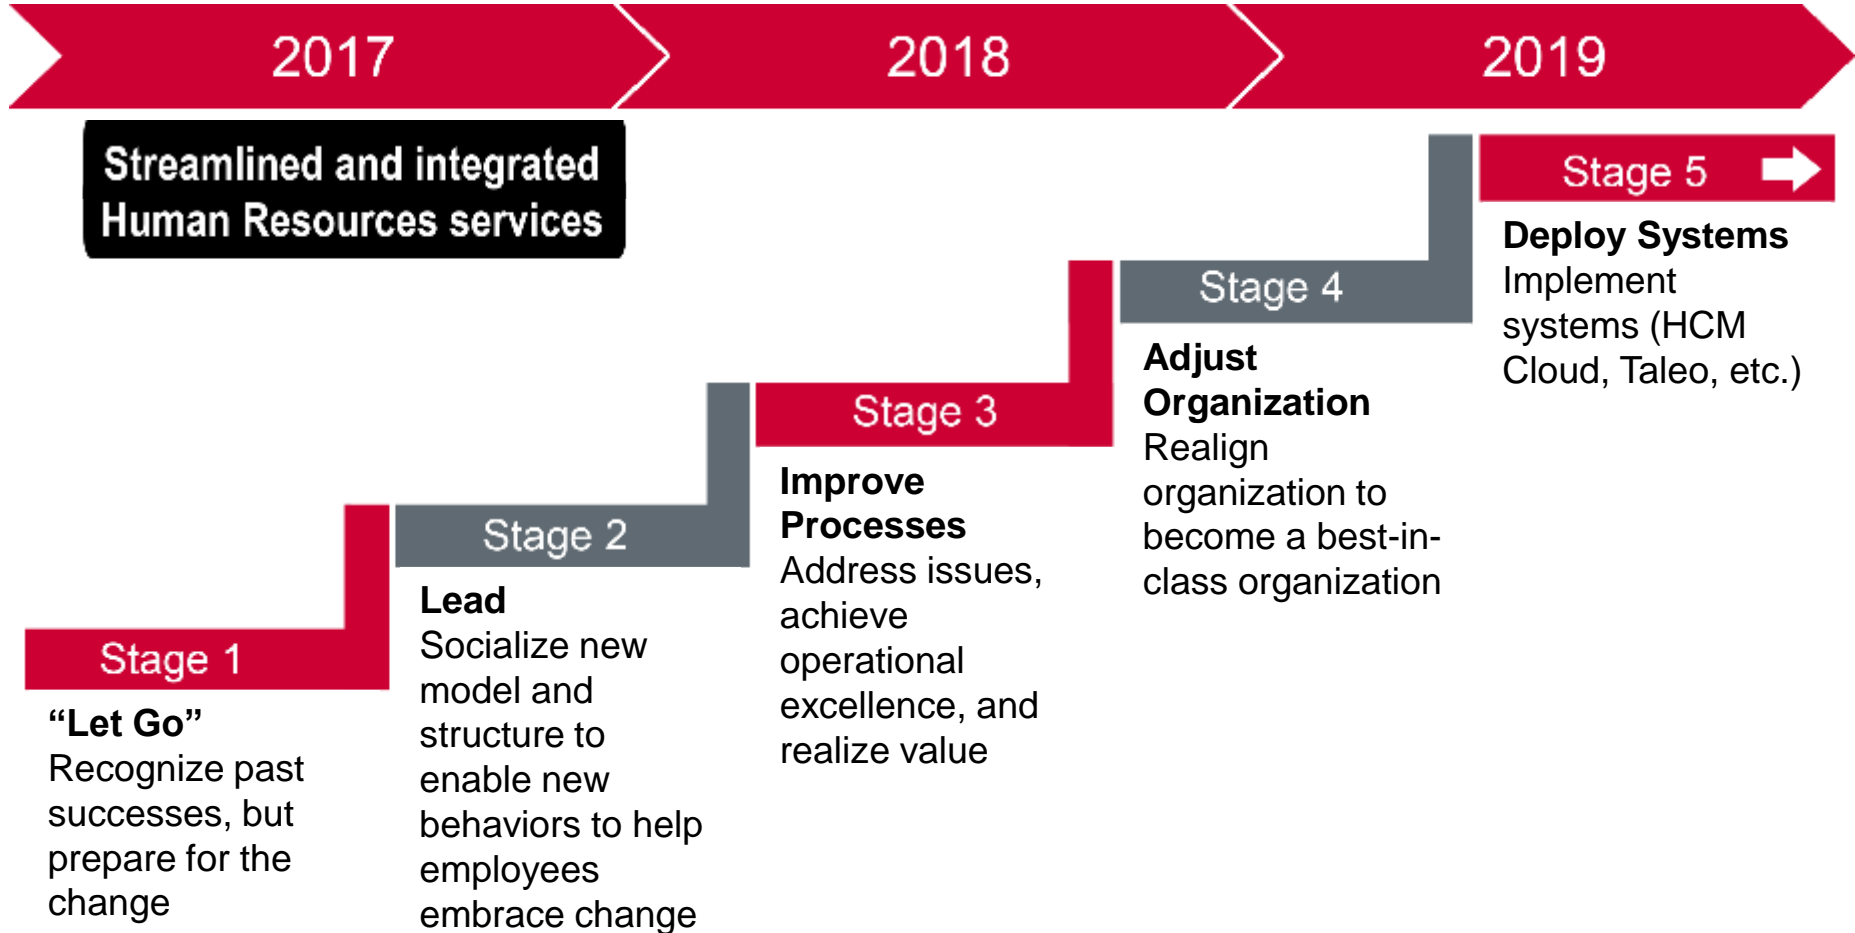 2017
2018
2019
Streamlined and integrated
Human Resources services
Stage 1
“Let Go”
Recognize past
successes, but
prepare for the
change
Stage 2
Lead
Socialize new
model and
structure to
enable new
behaviors to help
employees
embrace change
Stage 3
Improve
Processes
Address issues,
achieve
operational
excellence, and
realize value
Stage 4
Adjust
Organization
Realign
organization to
become a best-in-
class organization
Stage 5
Deploy Systems
Implement
systems (HCM
Cloud, Taleo, etc.)